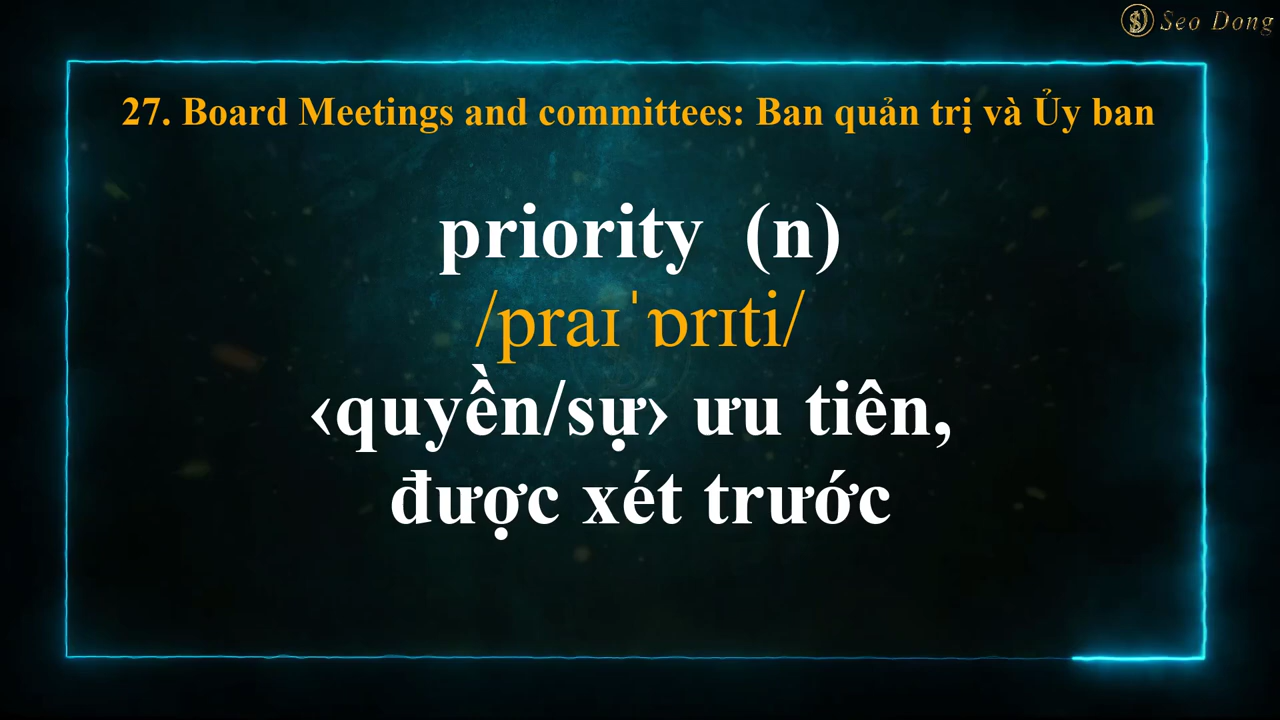 Seo Dong
27. Board Meetings and committees: Ban quản trị và Ủy ban
priority (n)
/praɪˈɒrɪti/
‹quyền/sự› ưu tiên,
được xét trước